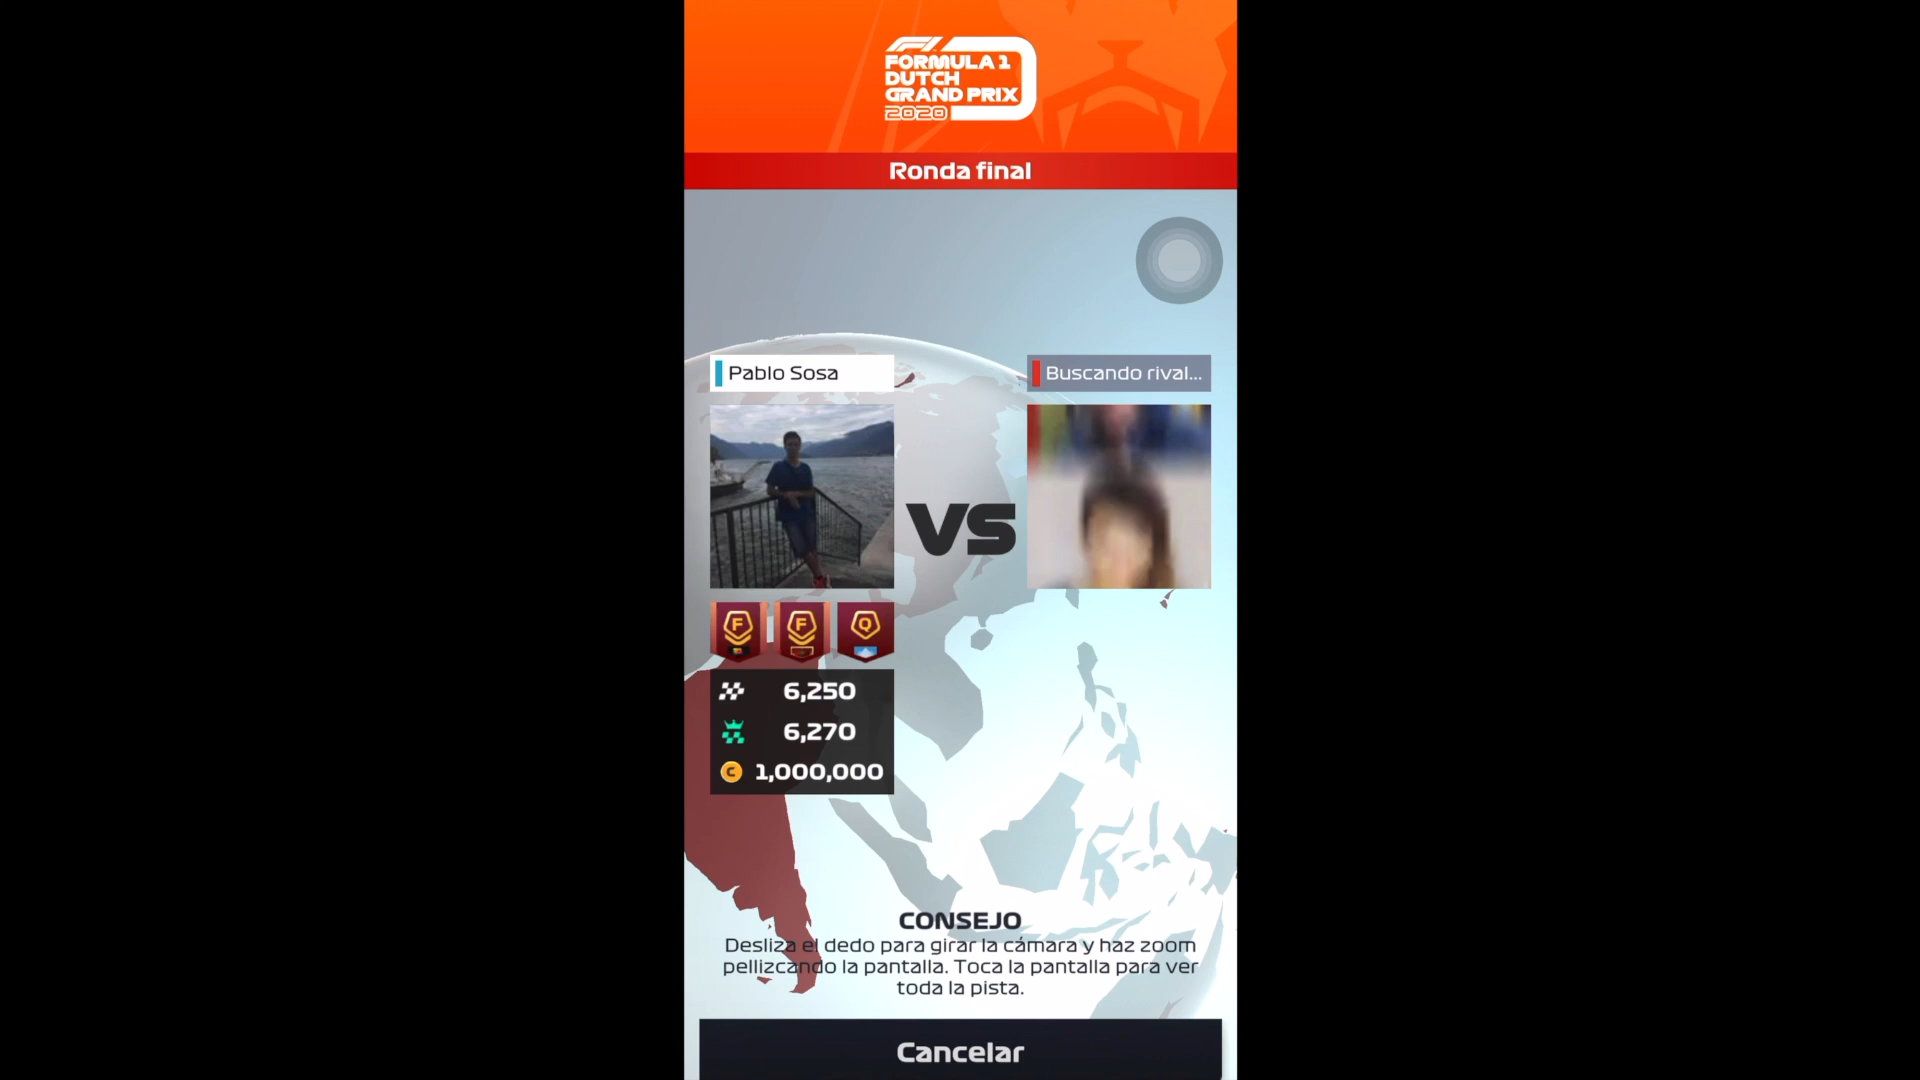 FORMULA 1
DUTCH
GRAND PRIX
2020
Ronda final
Pablo Sosa
Buscando rival...
VS
F
F
Q
6,250
6,270
C 1,000,000
CONSEJO
Desliza el dedo para girar la cámara y haz zoom
pellizcando la pantalla. Toca la pantalla para ver
toda la pista.
Cancelar